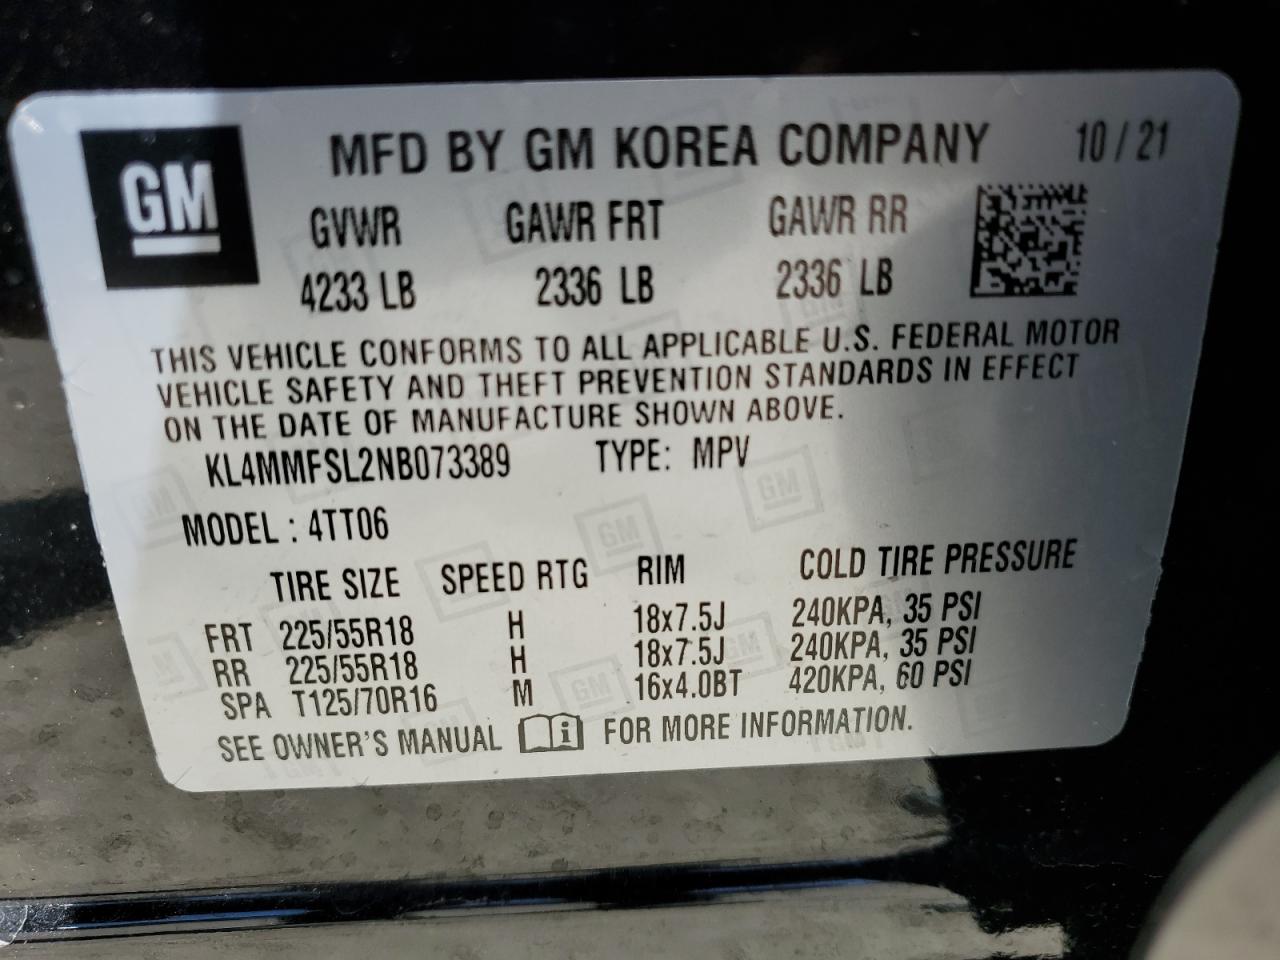 GM
MFD BY GM KOREA COMPANY 10 / 21
GVWR GAWR FRT GAWR RR
4233 LB 2336 LB 2336 LB
THIS VEHICLE CONFORMS TO ALL APPLICABLE U.S. FEDERAL MOTOR
VEHICLE SAFETY AND THEFT PREVENTION STANDARDS IN EFFECT
ON THE DATE OF MANUFACTURE SHOWN ABOVE.
KL4MMFSL2NB073389 TYPE: MPV
MODEL : 4TT06
TIRE SIZE SPEED RTG RIM COLD TIRE PRESSURE
FRT 225/55R18 H 18x7.5J 240KPA, 35 PSI
RR 225/55R18 H 18x7.5J 240KPA, 35 PSI
SPA T125/70R16 M 16x4.0BT 420KPA, 60 PSI
SEE OWNER'S MANUAL i FOR MORE INFORMATION.